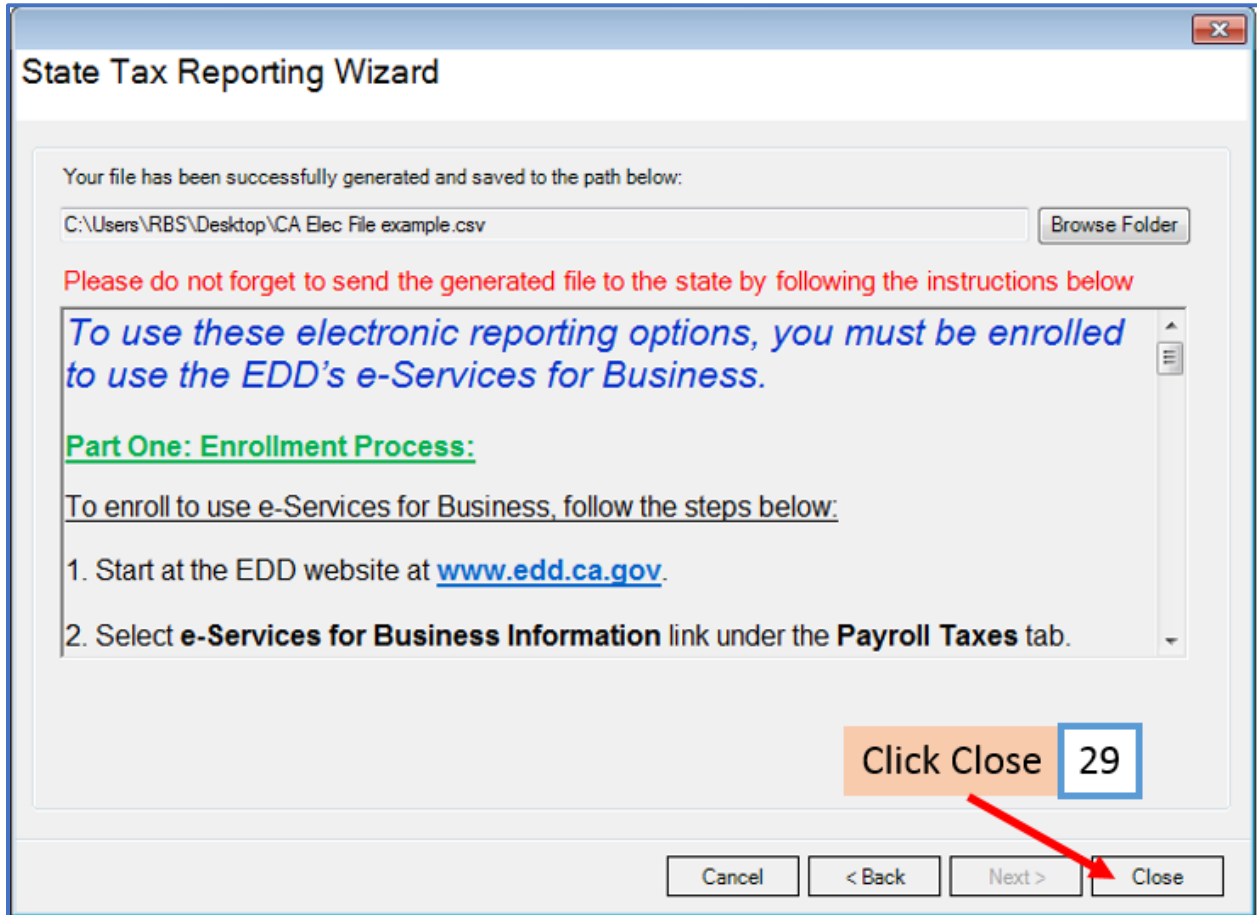 State Tax Reporting Wizard
Your file has been successfully generated and saved to the path below:
C:\Users\RBS\Desktop\CA Elec File example.csv
Browse Folder
Please do not forget to send the generated file to the state by following the instructions below
To use these electronic reporting options, you must be enrolled
to use the EDD's e-Services for Business.
Part One: Enrollment Process:
To enroll to use e-Services for Business, follow the steps below:
1. Start at the EDD website at www.edd.ca.gov.
2. Select e-Services for Business Information link under the Payroll Taxes tab.
Click Close 29
Cancel
< Back
Next >
Close